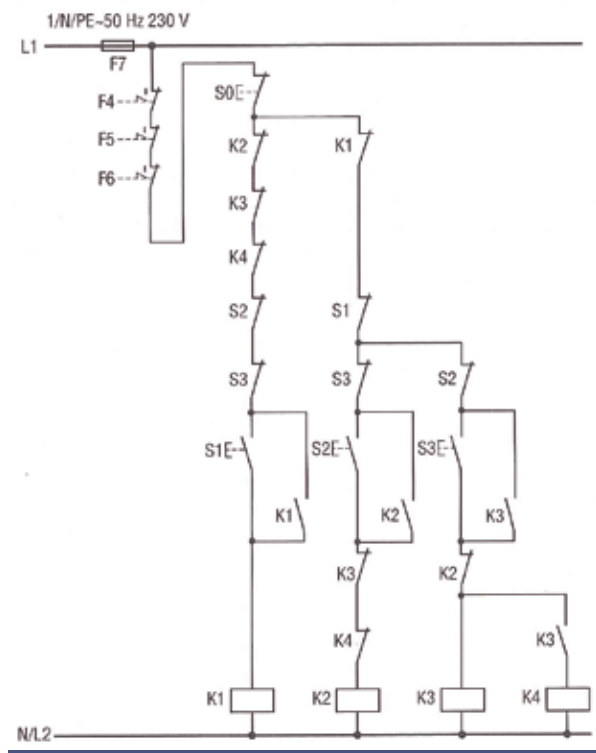 1/N/PE~50 Hz 230 V
L1
F7
F4
S0
F5
K2
K1
F6
K3
K4
S2
S1
S3
S3
S2
S1
S2
S3
K1
K2
K3
K3
K2
K4
K3
K1
K2
K3
K4
N/L2